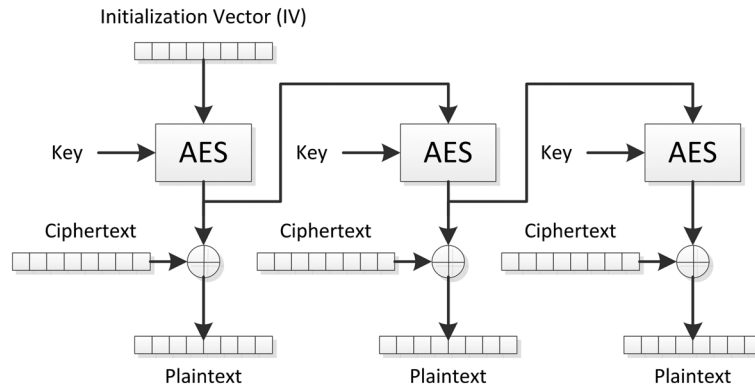 Initialization Vector (IV)
Key
AES
Key
AES
Key
AES
Ciphertext
Ciphertext
Ciphertext
Plaintext
Plaintext
Plaintext